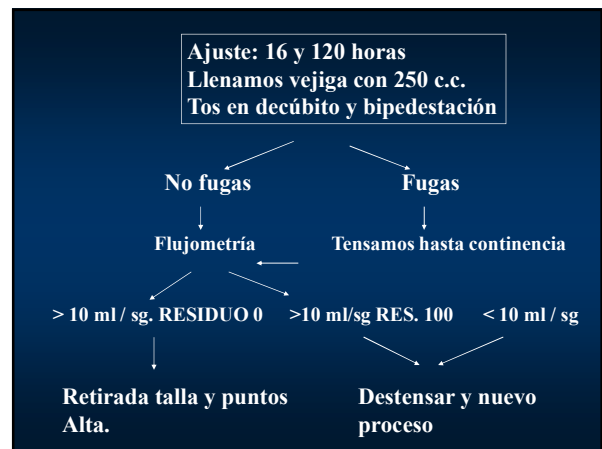 Ajuste: 16 y 120 horas
Llenamos vejiga con 250 c.c.
Tos en decúbito y bipedestación
No fugas
Fugas
Flujometría
Tensamos hasta continencia
> 10 ml / sg. RESIDUO 0
>10 ml/sg RES. 100
< 10 ml / sg
Retirada talla y puntos
Alta.
Destensar y nuevo
proceso